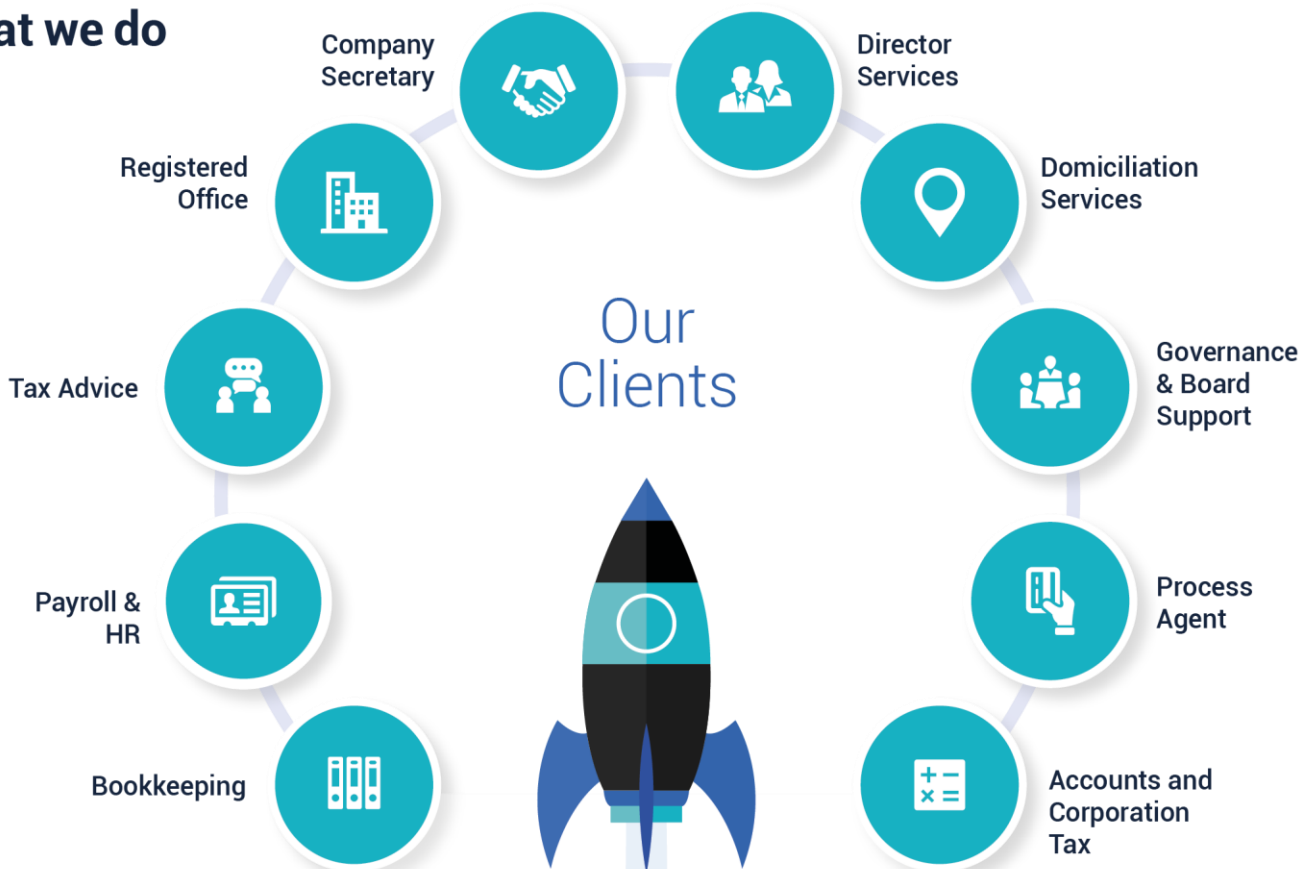 at we do
Company
Secretary
Director
Services
Registered
Office
Domiciliation
Services
Our
Clients
Tax Advice
Governance
& Board
Support
Payroll &
HR
Process
Agent
Bookkeeping
Accounts and
Corporation
Tax